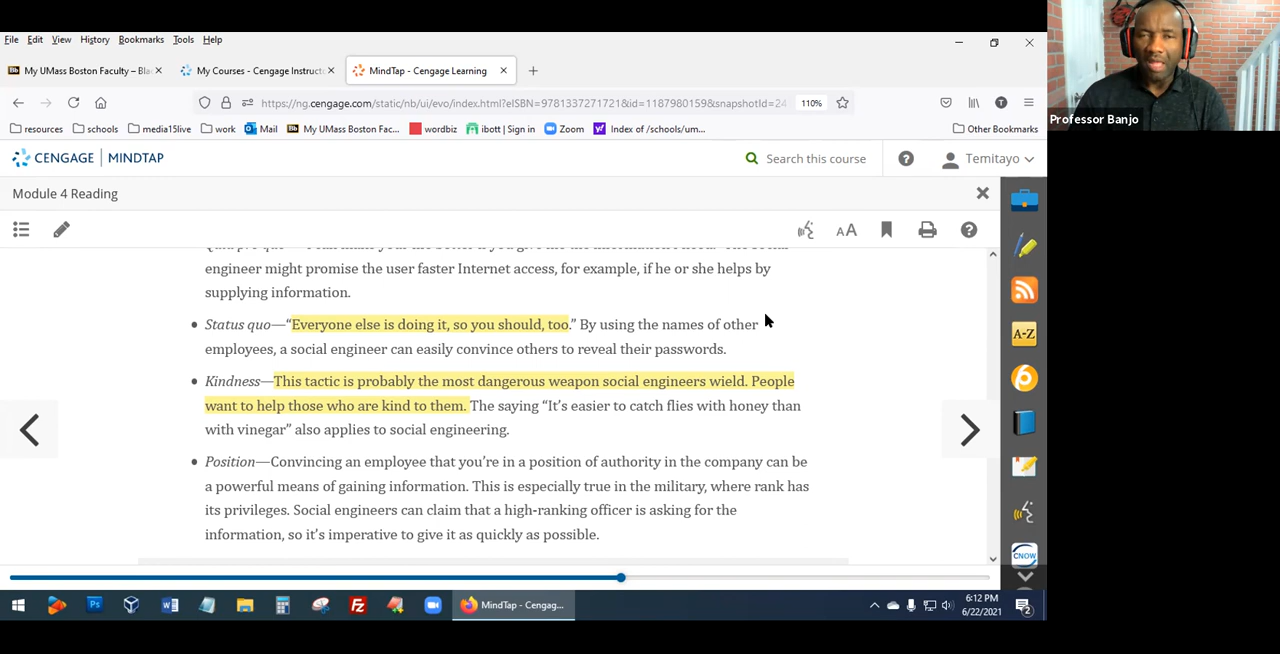 File Edit View History Bookmarks Tools Help
My UMass Boston Faculty – Bla
My Courses - Cengage Instruct
MindTap - Cengage Learning
https://ng.cengage.com/static/nb/ui/evo/index.html?eISBN=9781337271721&id=1187980159&snapshotId=24
110%
resources schools media15live work Mail My UMass Boston Fac... wordbiz ibott | Sign in Zoom Index of /schools/um... Other Bookmarks
CENGAGE | MINDTAP
Search this course
Temitayo
Module 4 Reading
AA
engineer might promise the user faster Internet access, for example, if he or she helps by
supplying information.
• Status quo—“Everyone else is doing it, so you should, too.” By using the names of other
employees, a social engineer can easily convince others to reveal their passwords.
• Kindness—This tactic is probably the most dangerous weapon social engineers wield. People
want to help those who are kind to them. The saying “It’s easier to catch flies with honey than
with vinegar” also applies to social engineering.
• Position—Convincing an employee that you’re in a position of authority in the company can be
a powerful means of gaining information. This is especially true in the military, where rank has
its privileges. Social engineers can claim that a high-ranking officer is asking for the
information, so it’s imperative to give it as quickly as possible.
A-Z
CNOW
MindTap - Cengag...
6:12 PM
6/22/2021
2
Professor Banjo